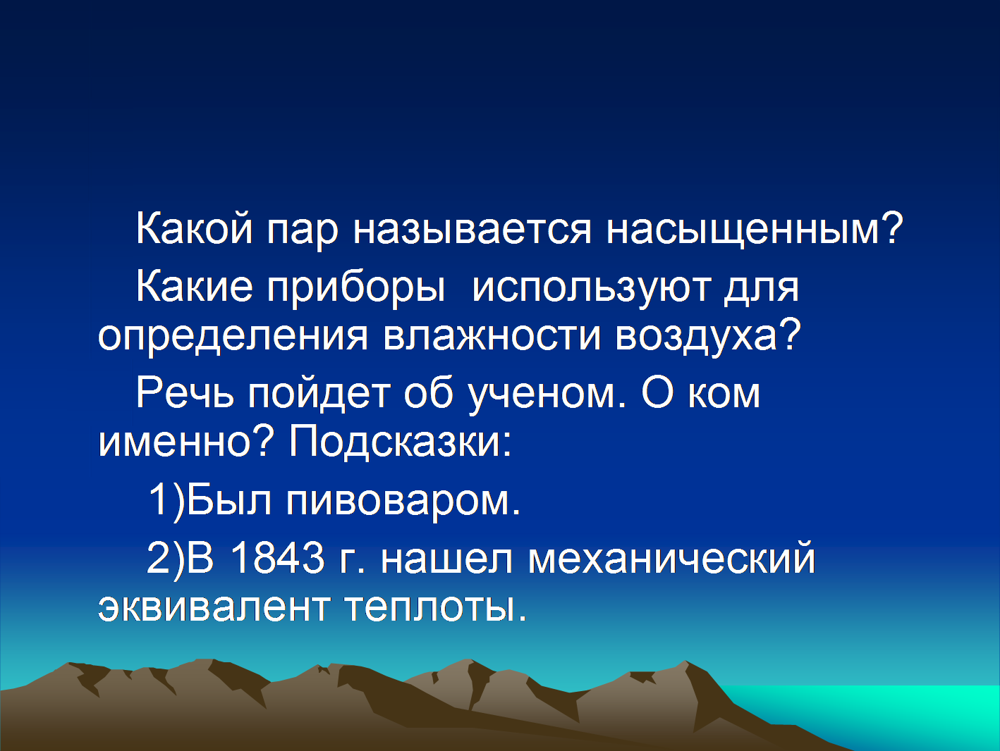 Какой пар называется насыщенным?
Какие приборы  используют для
определения влажности воздуха?
Речь пойдет об ученом. О ком
именно? Подсказки:
1)Был пивоваром.
2)В 1843 г. нашел механический
эквивалент теплоты.